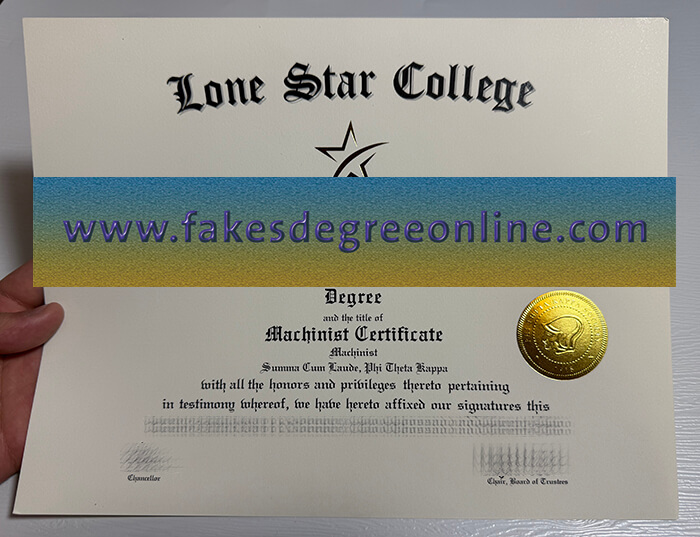 Lone Star College
www.fakesdegreeonline.com
Degree
and the title of
Machinist Certificate
Machinist
Summa Cum Laude, Phi Theta Kappa
with all the honors and privileges thereto pertaining
in testimony whereof, we have hereto affixed our signatures this
Chancellor
Chair, Board of Trustees